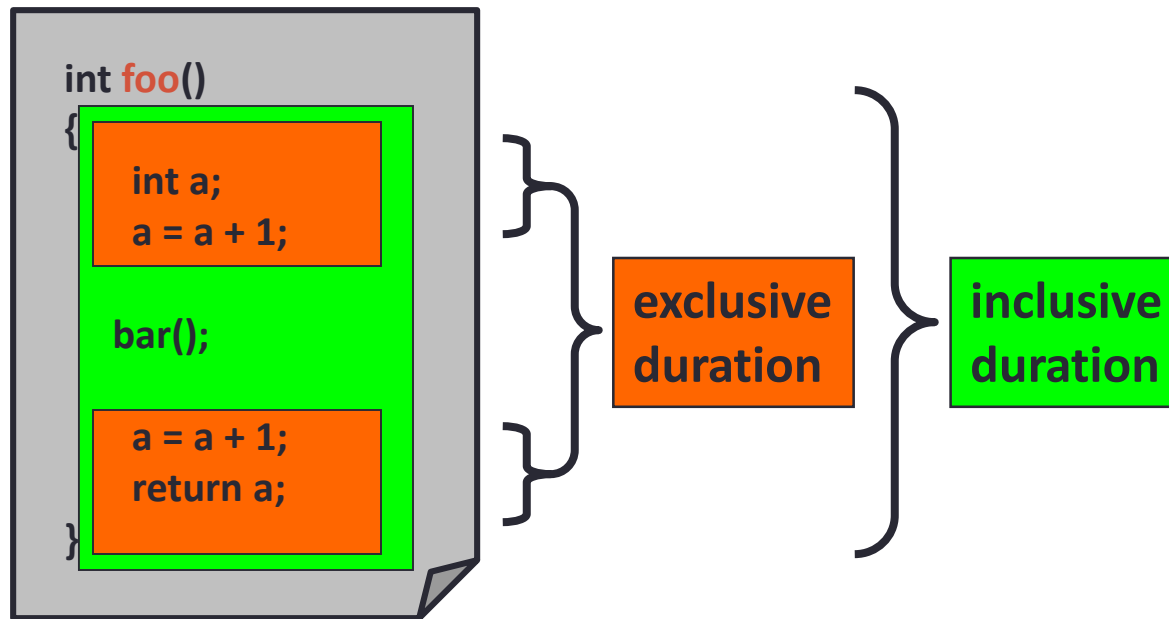 int foo()
{
int a;
a = a + 1;
bar();
a = a + 1;
return a;
}
exclusive
duration
inclusive
duration